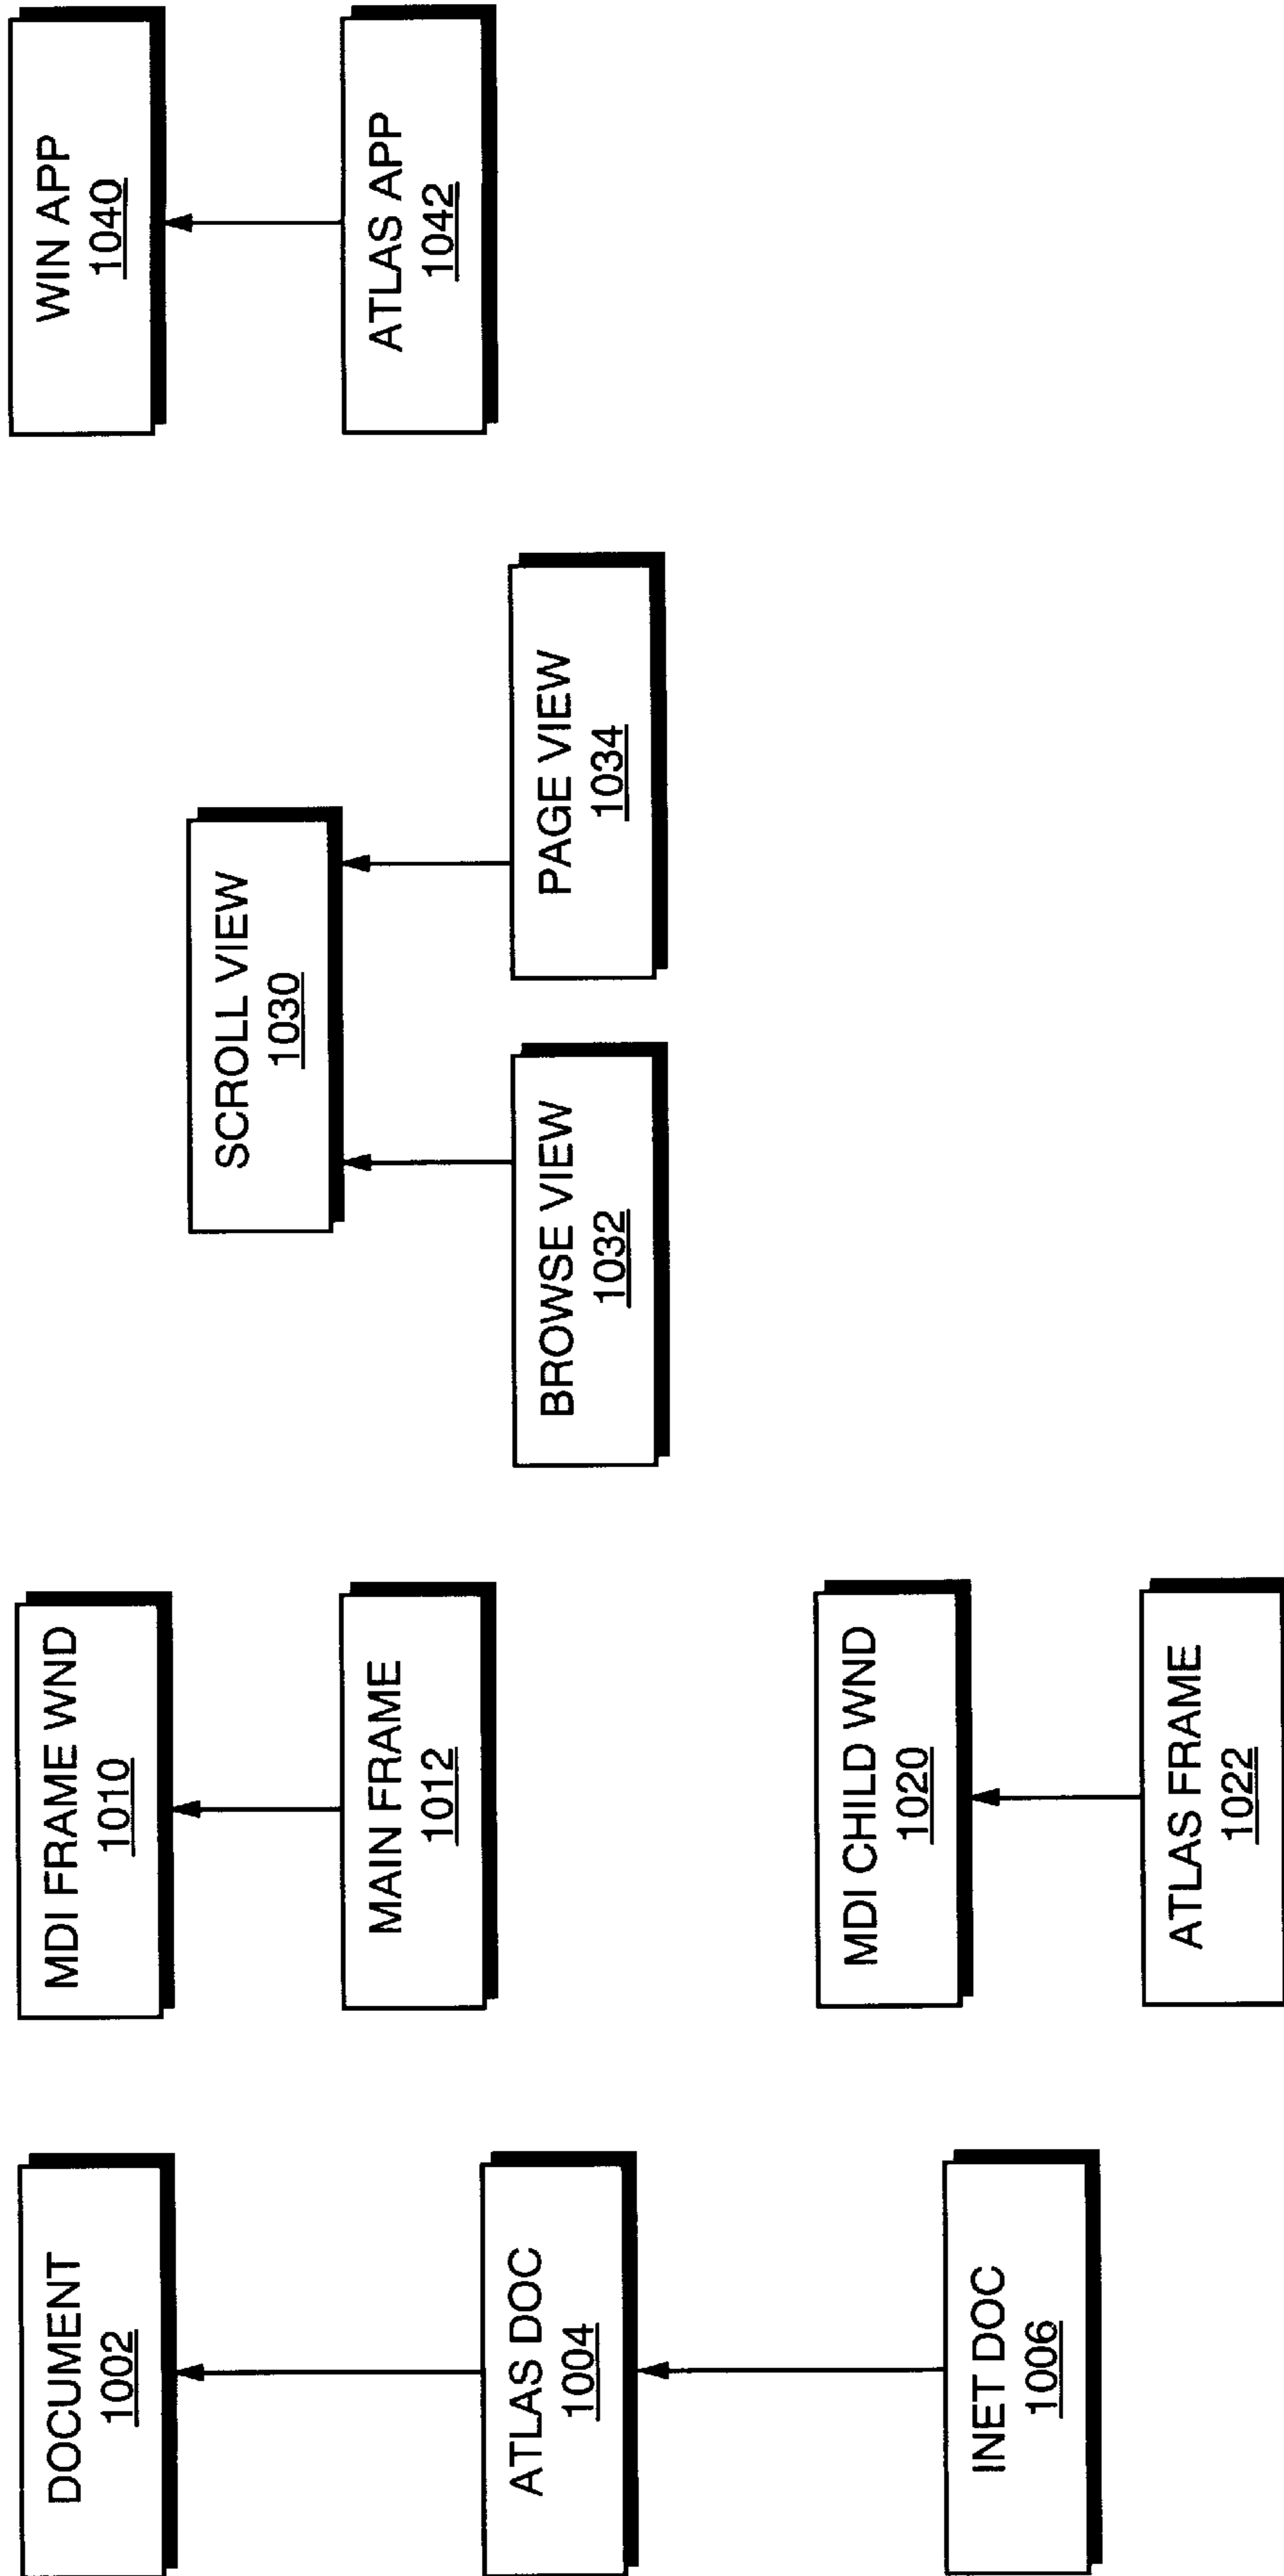 DOCUMENT
1002
ATLAS DOC
1004
INET DOC
1006
MDI FRAME WND
1010
MAIN FRAME
1012
MDI CHILD WND
1020
ATLAS FRAME
1022
SCROLL VIEW
1030
BROWSE VIEW
1032
PAGE VIEW
1034
WIN APP
1040
ATLAS APP
1042